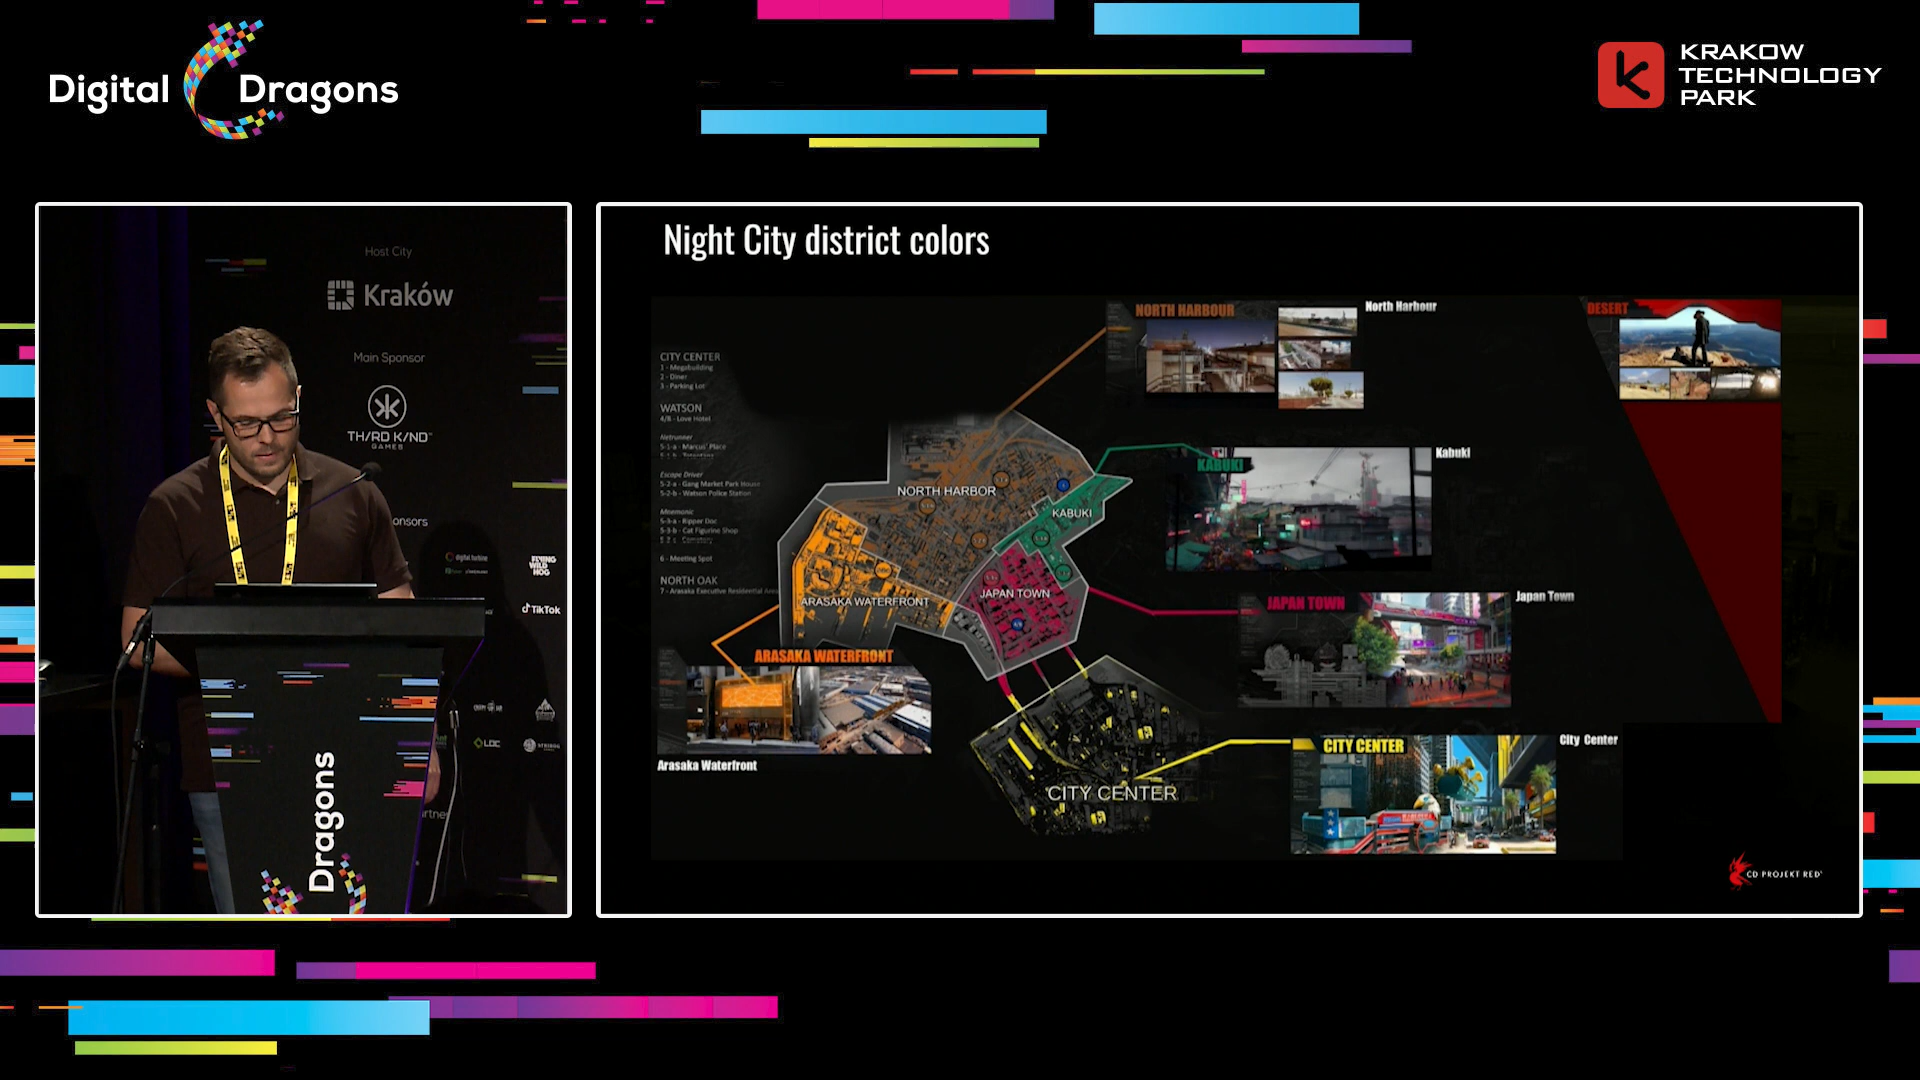 Digital Dragons
KRAKOW
TECHNOLOGY
PARK
Host City
Kraków
Main Sponsor
TH/RD K/ND
GAMES
onsors
digital turbine
FLYING
WILD
HOG
TikTok
LDC
rtne
Dragons
Night City district colors
CITY CENTER
1 - Megabuilding
2 - Diner
3 - Parking Lot
WATSON
4/8 - Love Hotel
Netrunner
5-1-a - Marcus' Place
Escape Driver
5-2-a - Gang Market Park House
5-2-b - Watson Police Station
Mnemonic
5-3-a - Ripper Doc
5-3-b - Cat Figurine Shop
6 - Meeting Spot
NORTH OAK
7 - Arasaka Executive Residential Area
NORTH HARBOUR
North Harbour
DESERT
KABUKI
Kabuki
NORTH HARBOR
KABUKI
JAPAN TOWN
ARASAKA WATERFRONT
JAPAN TOWN
Japan Town
ARASAKA WATERFRONT
Arasaka Waterfront
CITY CENTER
CITY CENTER
City Center
CD PROJEKT RED